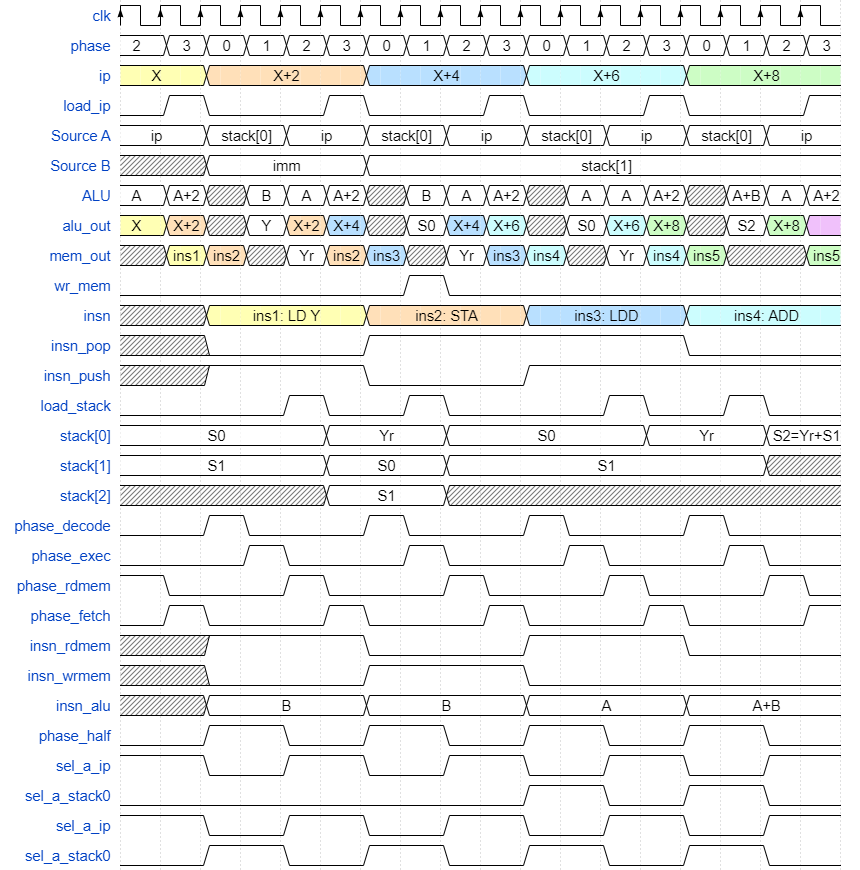 clk
phase 2 3 0 1 2 3 0 1 2 3 0 1 2 3 0 1 2 3
ip X X+2 X+4 X+6 X+8
load_ip
Source A ip stack[0] ip stack[0] ip stack[0] ip stack[0] ip
Source B imm stack[1]
ALU A A+2 B A A+2 B A A+2 A A A+2 A+B A A+2
alu_out X X+2 Y X+2 X+4 S0 X+4 X+6 S0 X+6 X+8 S2 X+8
mem_out ins1 ins2 Yr ins2 ins3 Yr ins3 ins4 Yr ins4 ins5 ins5
wr_mem
insn ins1: LD Y ins2: STA ins3: LDD ins4: ADD
insn_pop
insn_push
load_stack
stack[0] S0 Yr S0 Yr S2=Yr+S1
stack[1] S1 S0 S1
stack[2] S1
phase_decode
phase_exec
phase_rdmem
phase_fetch
insn_rdmem
insn_wrmem
insn_alu B B A A+B
phase_half
sel_a_ip
sel_a_stack0
sel_a_ip
sel_a_stack0